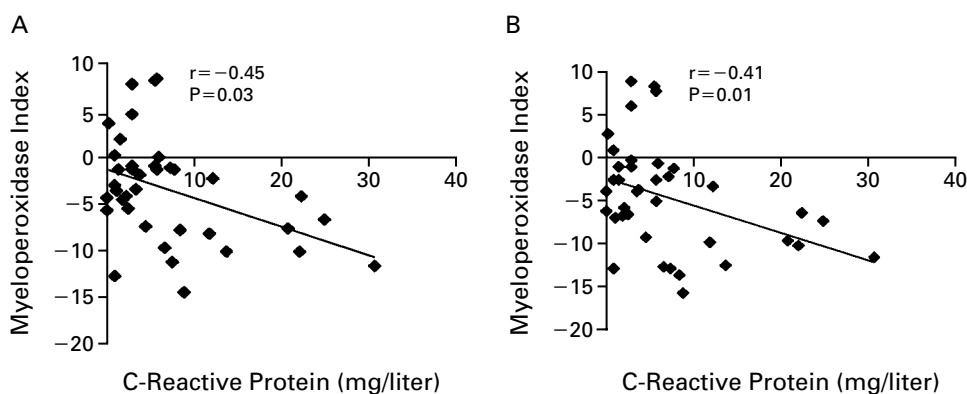 A
Myeloperoxidase Index
10
5
0
−5
−10
−15
−20
10
20
30
40
r=−0.45
P=0.03
C-Reactive Protein (mg/liter)
B
Myeloperoxidase Index
10
5
0
−5
−10
−15
−20
10
20
30
40
r=−0.41
P=0.01
C-Reactive Protein (mg/liter)